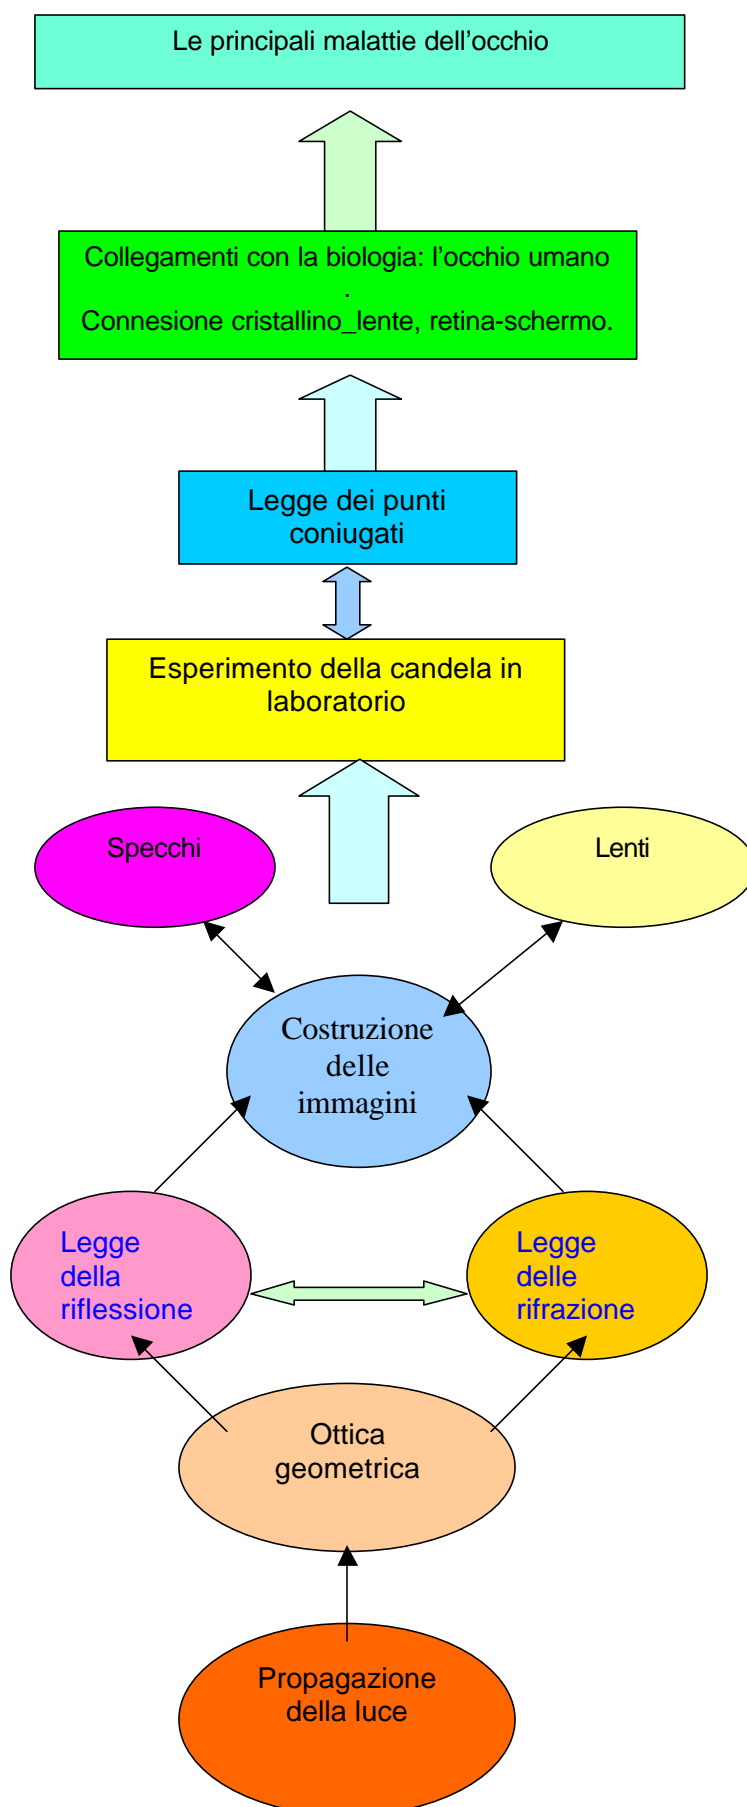 Le principali malattie dell'occhio
Collegamenti con la biologia: l'occhio umano
.
Connesione cristallino_lente, retina-schermo.
Legge dei punti
coniugati
Esperimento della candela in
laboratorio
Specchi
Lenti
Costruzione
delle
immagini
Legge
della
riflessione
Legge
delle
rifrazione
Ottica
geometrica
Propagazione
della luce